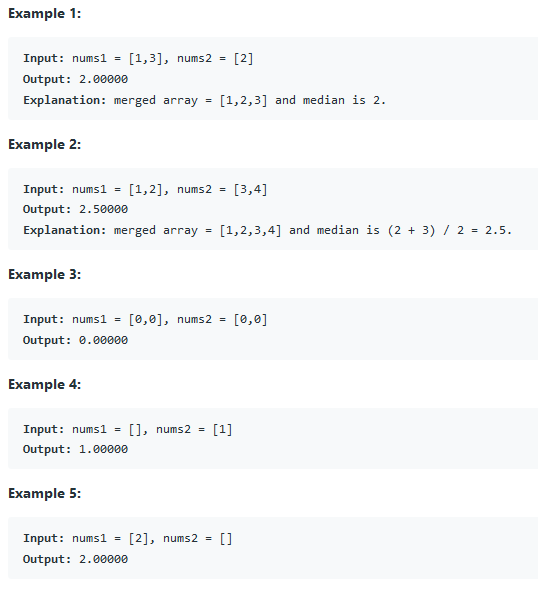 Example 1:
Input: nums1 = [1,3], nums2 = [2]
Output: 2.00000
Explanation: merged array = [1,2,3] and median is 2.
Example 2:
Input: nums1 = [1,2], nums2 = [3,4]
Output: 2.50000
Explanation: merged array = [1,2,3,4] and median is (2 + 3) / 2 = 2.5.
Example 3:
Input: nums1 = [0,0], nums2 = [0,0]
Output: 0.00000
Example 4:
Input: nums1 = [], nums2 = [1]
Output: 1.00000
Example 5:
Input: nums1 = [2], nums2 = []
Output: 2.00000